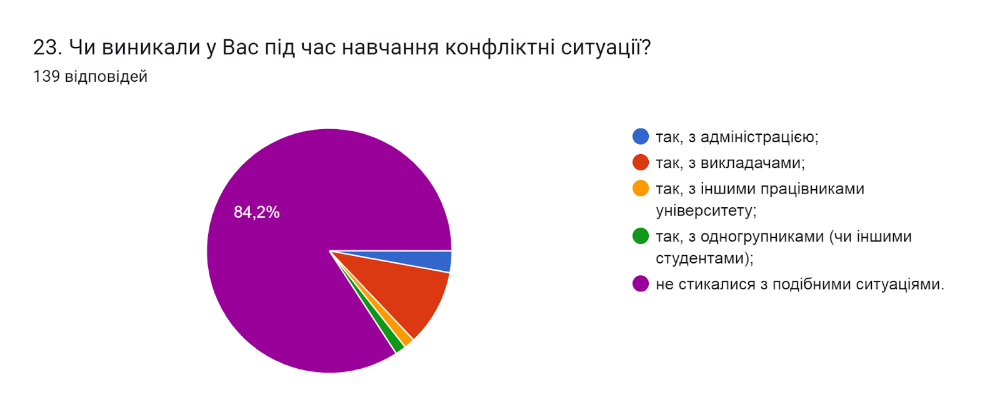 23. Чи виникали у Вас під час навчання конфліктні ситуації?
139 відповідей
84,2%
так, з адміністрацією;
так, з викладачами;
так, з іншими працівниками
університету;
так, з одногрупниками (чи іншими
студентами);
не стикалися з подібними ситуаціями.